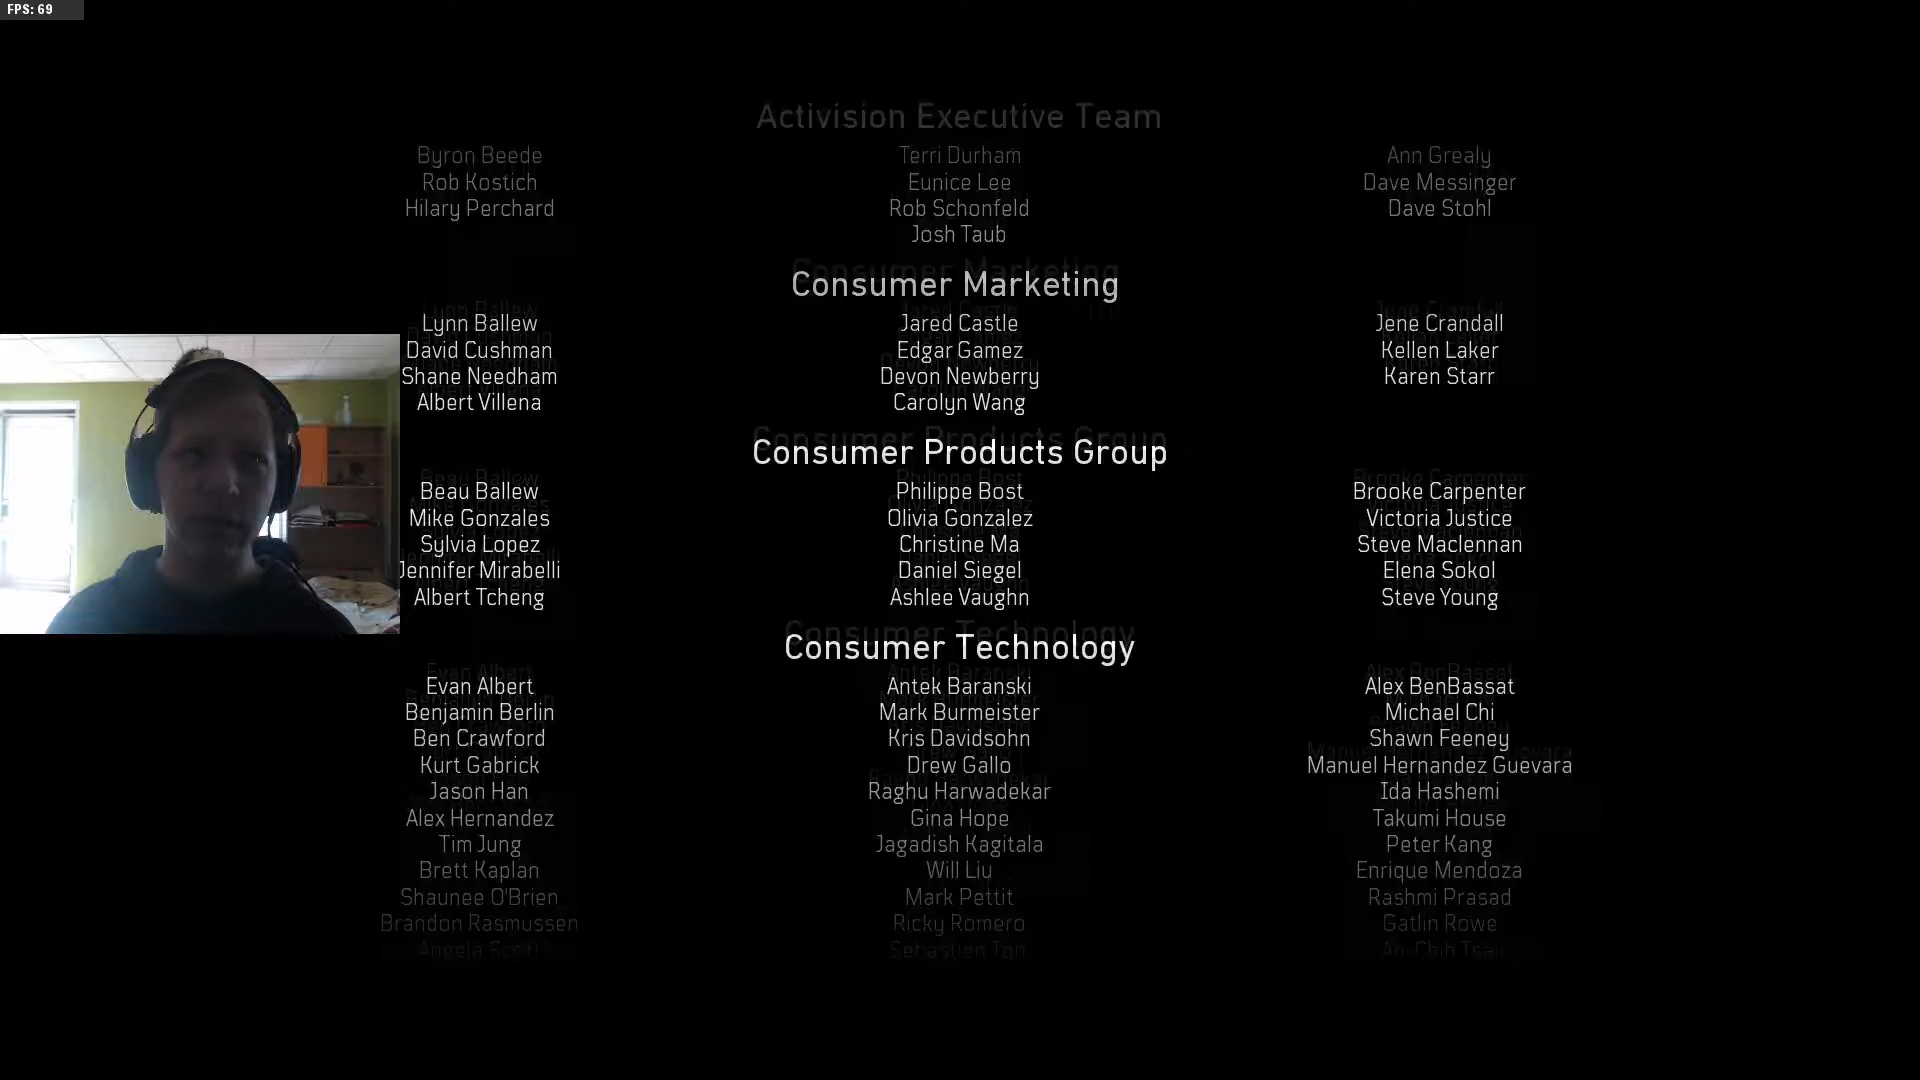 FPS: 69
Activision Executive Team
Byron Beede Terri Durham Ann Grealy
Rob Kostich Eunice Lee Dave Messinger
Hilary Perchard Rob Schonfeld Dave Stohl
Josh Taub
Consumer Marketing
Lynn Ballew Jared Castle Jene Crandall
David Cushman Edgar Gamez Kellen Laker
Shane Needham Devon Newberry Karen Starr
Albert Villena Carolyn Wang
Consumer Products Group
Beau Ballew Philippe Bost Brooke Carpenter
Mike Gonzales Olivia Gonzalez Victoria Justice
Sylvia Lopez Christine Ma Steve Maclennan
Jennifer Mirabelli Daniel Siegel Elena Sokol
Albert Tcheng Ashlee Vaughn Steve Young
Consumer Technology
Evan Albert Antek Baranski Alex BenBassat
Benjamin Berlin Mark Burmeister Michael Chi
Ben Crawford Kris Davidsohn Shawn Feeney
Kurt Gabrick Drew Gallo Manuel Hernandez Guevara
Jason Han Raghu Harwadekar Ida Hashemi
Alex Hernandez Gina Hope Takumi House
Tim Jung Jagadish Kagitala Peter Kang
Brett Kaplan Will Liu Enrique Mendoza
Shaunee O'Brien Mark Pettit Rashmi Prasad
Brandon Rasmussen Ricky Romero Gatlin Rowe
Angela Scott Sebastien Tan An-Chih Tsai